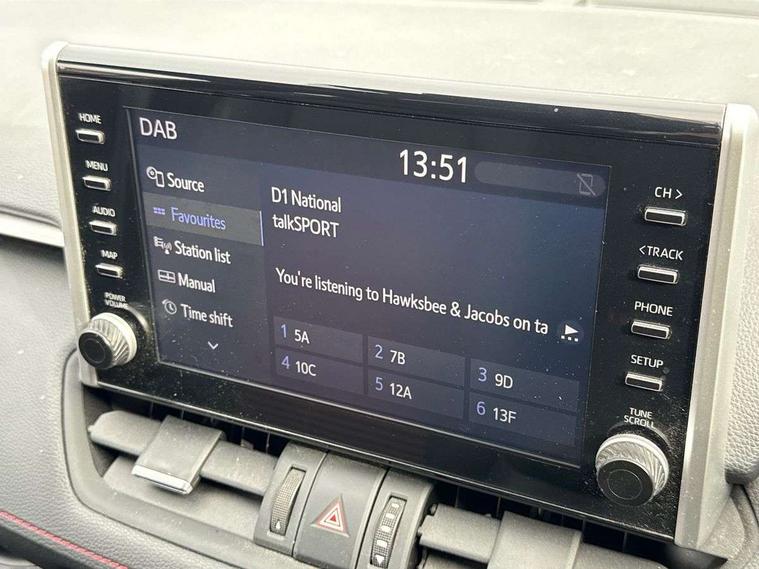 DAB
13:51
HOME
MENU
AUDIO
MAP
POWER
VOLUME
Source
Favourites
Station list
Manual
Time shift
D1 National
talkSPORT
You're listening to Hawksbee & Jacobs on ta
1 5A
2 7B
3 9D
4 10C
5 12A
6 13F
CH >
< TRACK
PHONE
SETUP
TUNE
SCROLL